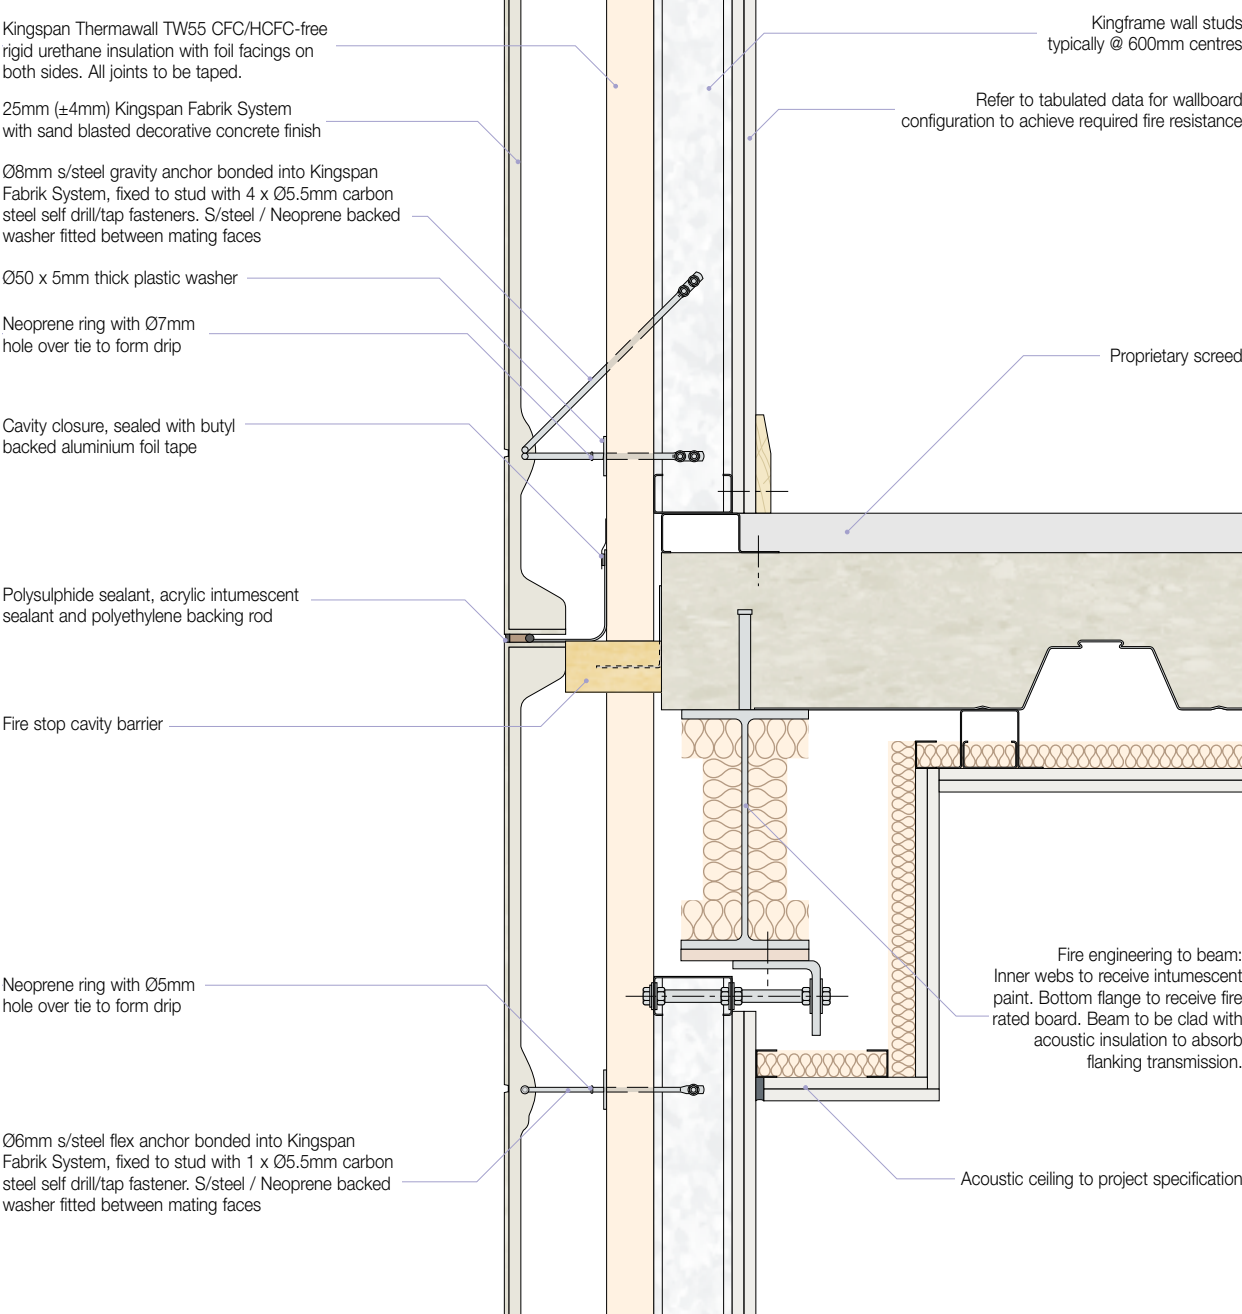 Kingspan Thermawall TW55 CFC/HCFC-free
rigid urethane insulation with foil facings on
both sides. All joints to be taped.
25mm (±4mm) Kingspan Fabrik System
with sand blasted decorative concrete finish
Ø8mm s/steel gravity anchor bonded into Kingspan
Fabrik System, fixed to stud with 4 x Ø5.5mm carbon
steel self drill/tap fasteners. S/steel / Neoprene backed
washer fitted between mating faces
Ø50 x 5mm thick plastic washer
Neoprene ring with Ø7mm
hole over tie to form drip
Cavity closure, sealed with butyl
backed aluminium foil tape
Polysulphide sealant, acrylic intumescent
sealant and polyethylene backing rod
Fire stop cavity barrier
Neoprene ring with Ø5mm
hole over tie to form drip
Ø6mm s/steel flex anchor bonded into Kingspan
Fabrik System, fixed to stud with 1 x Ø5.5mm carbon
steel self drill/tap fastener. S/steel / Neoprene backed
washer fitted between mating faces
Kingframe wall studs
typically @ 600mm centres
Refer to tabulated data for wallboard
configuration to achieve required fire resistance
Proprietary screed
Fire engineering to beam:
Inner webs to receive intumescent
paint. Bottom flange to receive fire
rated board. Beam to be clad with
acoustic insulation to absorb
flanking transmission.
Acoustic ceiling to project specification